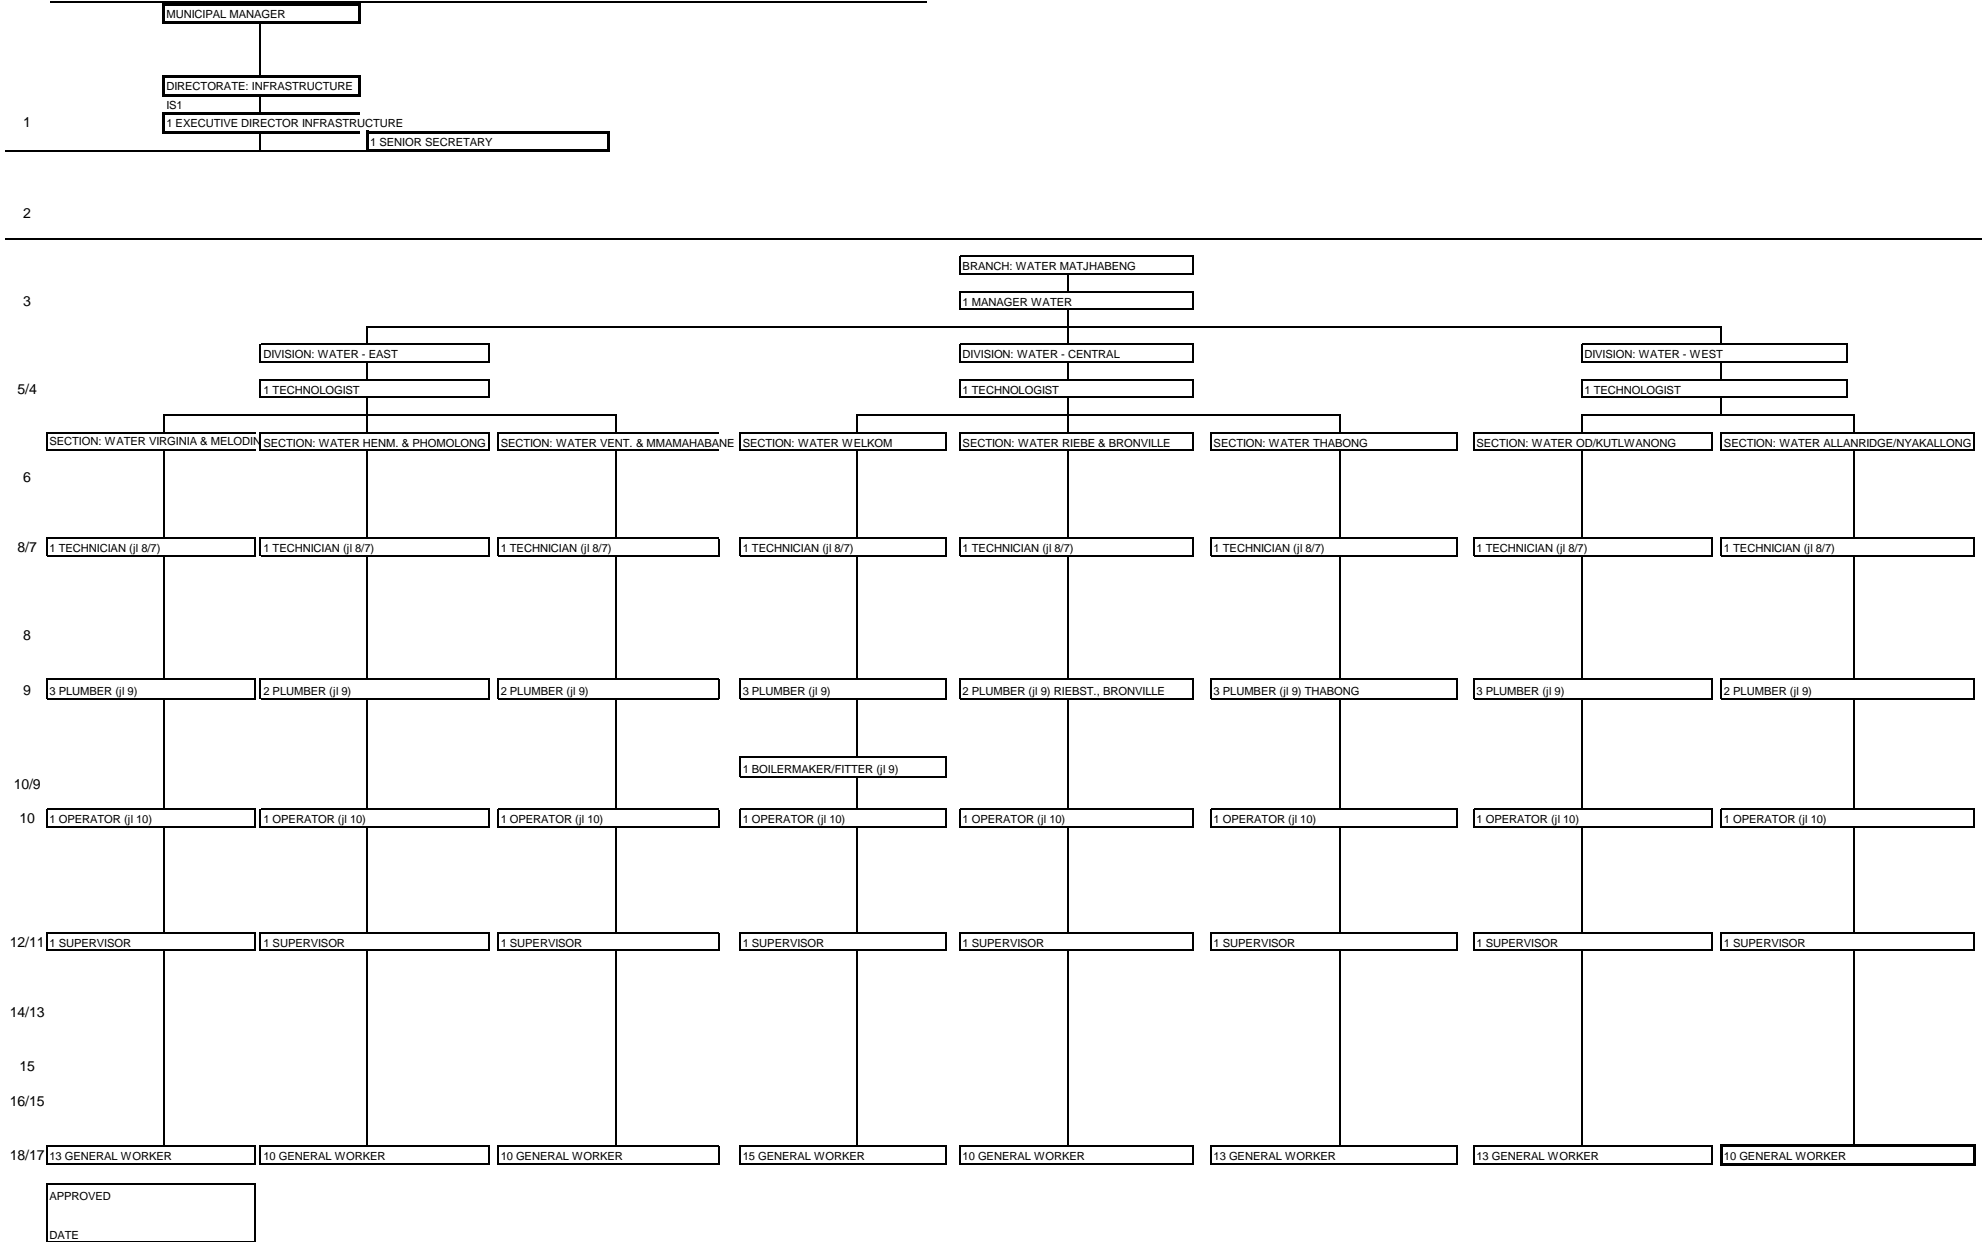 MUNICIPAL MANAGER
DIRECTORATE: INFRASTRUCTURE
IS1
1 1 EXECUTIVE DIRECTOR INFRASTRUCTURE
1 SENIOR SECRETARY
2
BRANCH: WATER MATJHABENG
3 1 MANAGER WATER
DIVISION: WATER - EAST DIVISION: WATER - CENTRAL DIVISION: WATER - WEST
5/4 1 TECHNOLOGIST 1 TECHNOLOGIST 1 TECHNOLOGIST
SECTION: WATER VIRGINIA & MELODIN SECTION: WATER HENM. & PHOMOLONG SECTION: WATER VENT. & MMAMAHABANE SECTION: WATER WELKOM SECTION: WATER RIEBE & BRONVILLE SECTION: WATER THABONG SECTION: WATER OD/KUTLWANONG SECTION: WATER ALLANRIDGE/NYAKALLONG
6
8/7 1 TECHNICIAN (jl 8/7) 1 TECHNICIAN (jl 8/7) 1 TECHNICIAN (jl 8/7) 1 TECHNICIAN (jl 8/7) 1 TECHNICIAN (jl 8/7) 1 TECHNICIAN (jl 8/7) 1 TECHNICIAN (jl 8/7) 1 TECHNICIAN (jl 8/7)
8
9 3 PLUMBER (jl 9) 2 PLUMBER (jl 9) 2 PLUMBER (jl 9) 3 PLUMBER (jl 9) 2 PLUMBER (jl 9) RIEBST., BRONVILLE 3 PLUMBER (jl 9) THABONG 3 PLUMBER (jl 9) 2 PLUMBER (jl 9)
1 BOILERMAKER/FITTER (jl 9)
10/9
10 1 OPERATOR (jl 10) 1 OPERATOR (jl 10) 1 OPERATOR (jl 10) 1 OPERATOR (jl 10) 1 OPERATOR (jl 10) 1 OPERATOR (jl 10) 1 OPERATOR (jl 10) 1 OPERATOR (jl 10)
12/11 1 SUPERVISOR 1 SUPERVISOR 1 SUPERVISOR 1 SUPERVISOR 1 SUPERVISOR 1 SUPERVISOR 1 SUPERVISOR 1 SUPERVISOR
14/13
15
16/15
18/17 13 GENERAL WORKER 10 GENERAL WORKER 10 GENERAL WORKER 15 GENERAL WORKER 10 GENERAL WORKER 13 GENERAL WORKER 13 GENERAL WORKER 10 GENERAL WORKER
APPROVED
DATE